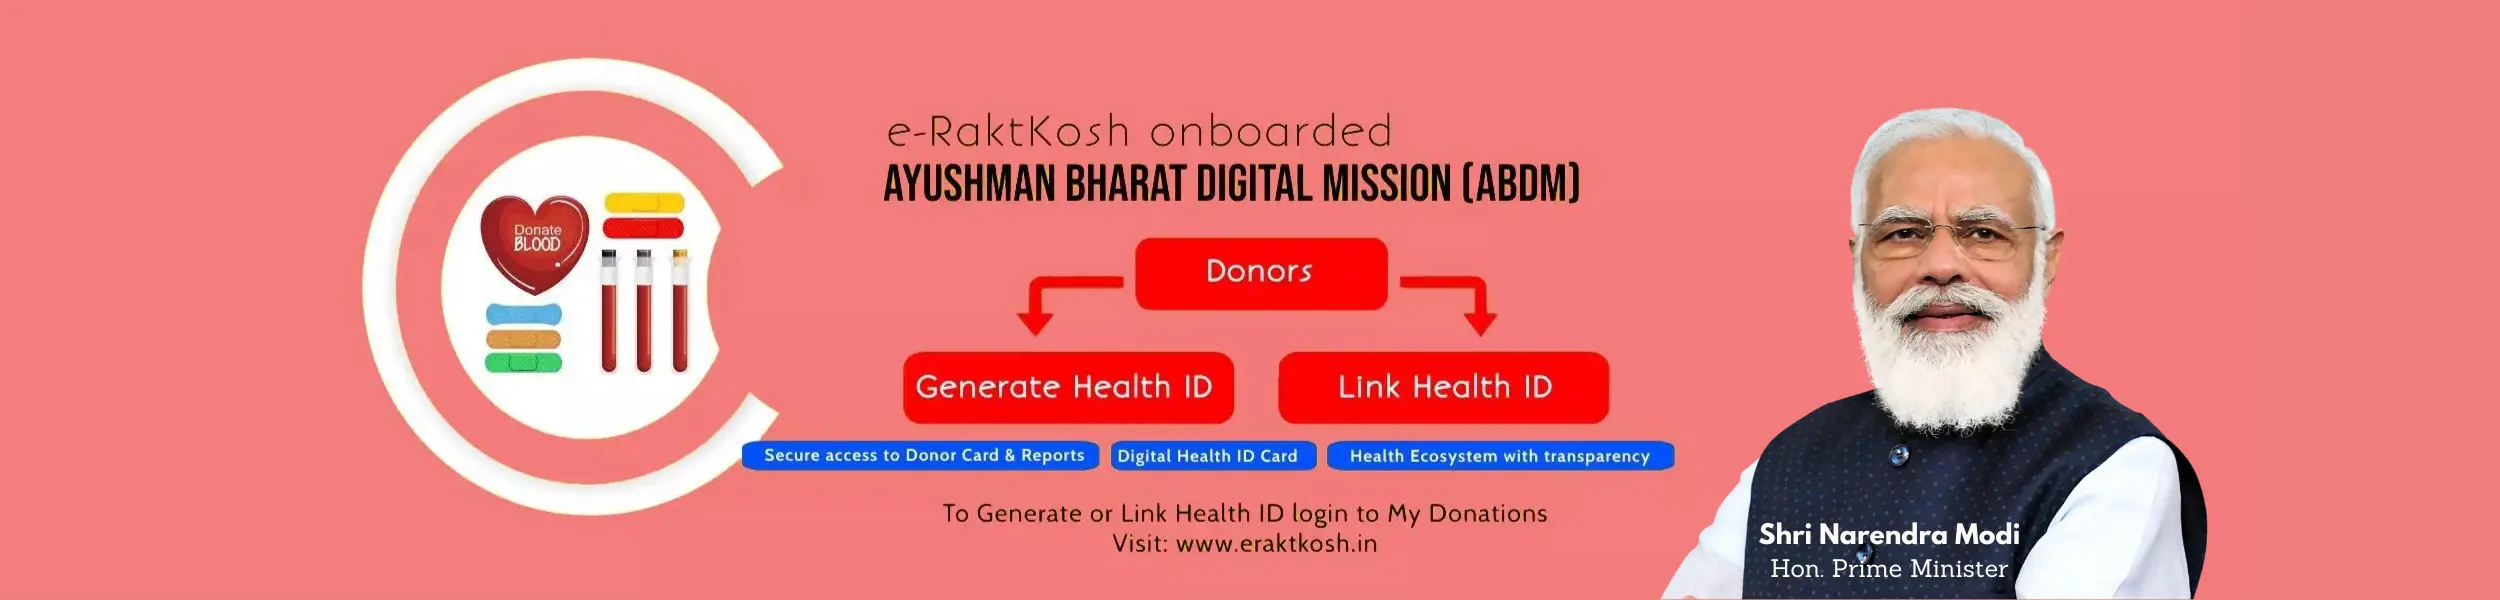 Donate
BLOOD
e-RaktKosh onboarded
AYUSHMAN BHARAT DIGITAL MISSION (ABDM)
Donors
Generate Health ID
Link Health ID
Secure access to Donor Card & Reports
Digital Health ID Card
Health Ecosystem with transparency
To Generate or Link Health ID login to My Donations
Visit: www.eraktkosh.in
Shri Narendra Modi
Hon. Prime Minister